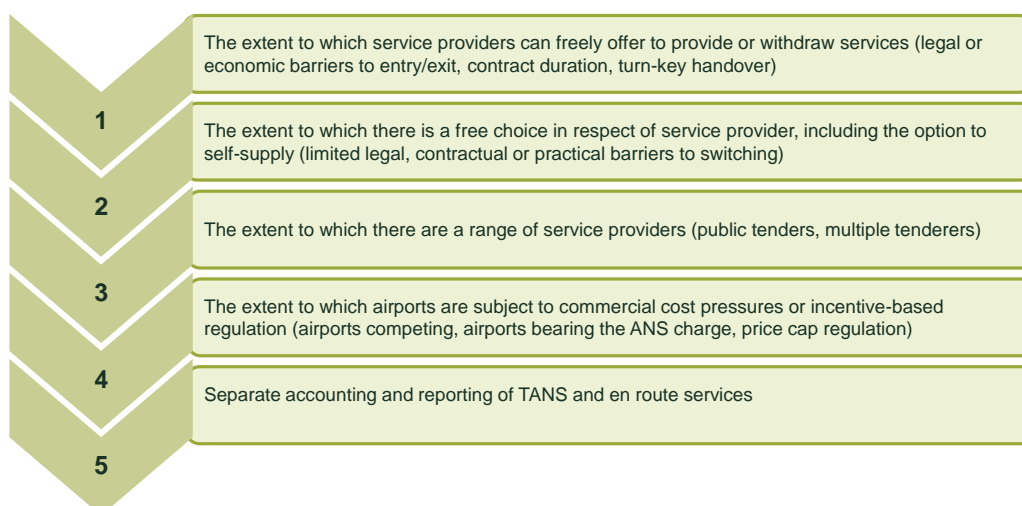 The extent to which service providers can freely offer to provide or withdraw services (legal or
economic barriers to entry/exit, contract duration, turn-key handover)
1
The extent to which there is a free choice in respect of service provider, including the option to
self-supply (limited legal, contractual or practical barriers to switching)
2
The extent to which there are a range of service providers (public tenders, multiple tenderers)
3
The extent to which airports are subject to commercial cost pressures or incentive-based
regulation (airports competing, airports bearing the ANS charge, price cap regulation)
4
Separate accounting and reporting of TANS and en route services
5